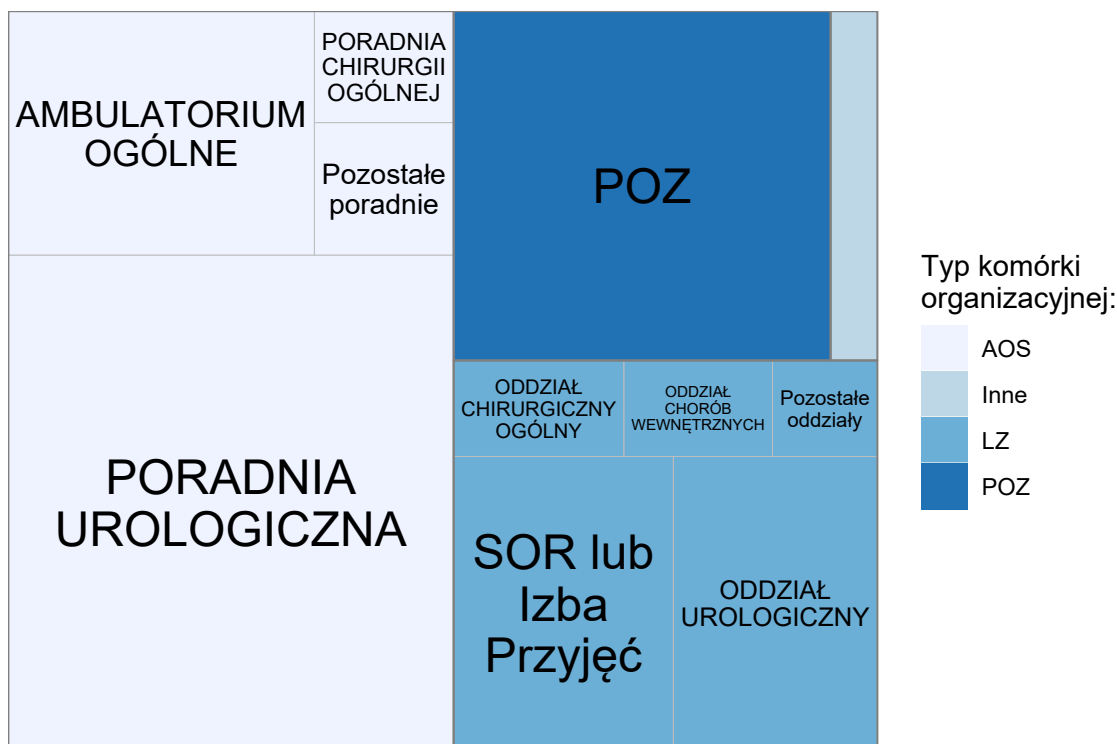 AMBULATORIUM
OGÓLNE
PORADNIA
CHIRURGII
OGÓLNEJ
Pozostałe
poradnie
PORADNIA
UROLOGICZNA
POZ
ODDZIAŁ
CHIRURGICZNY
OGÓLNY
ODDZIAŁ
CHORÓB
WEWNĘTRZNYCH
Pozostałe
oddziały
SOR lub
Izba
Przyjęć
ODDZIAŁ
UROLOGICZNY
Typ komórki
organizacyjnej:
AOS
Inne
LZ
POZ